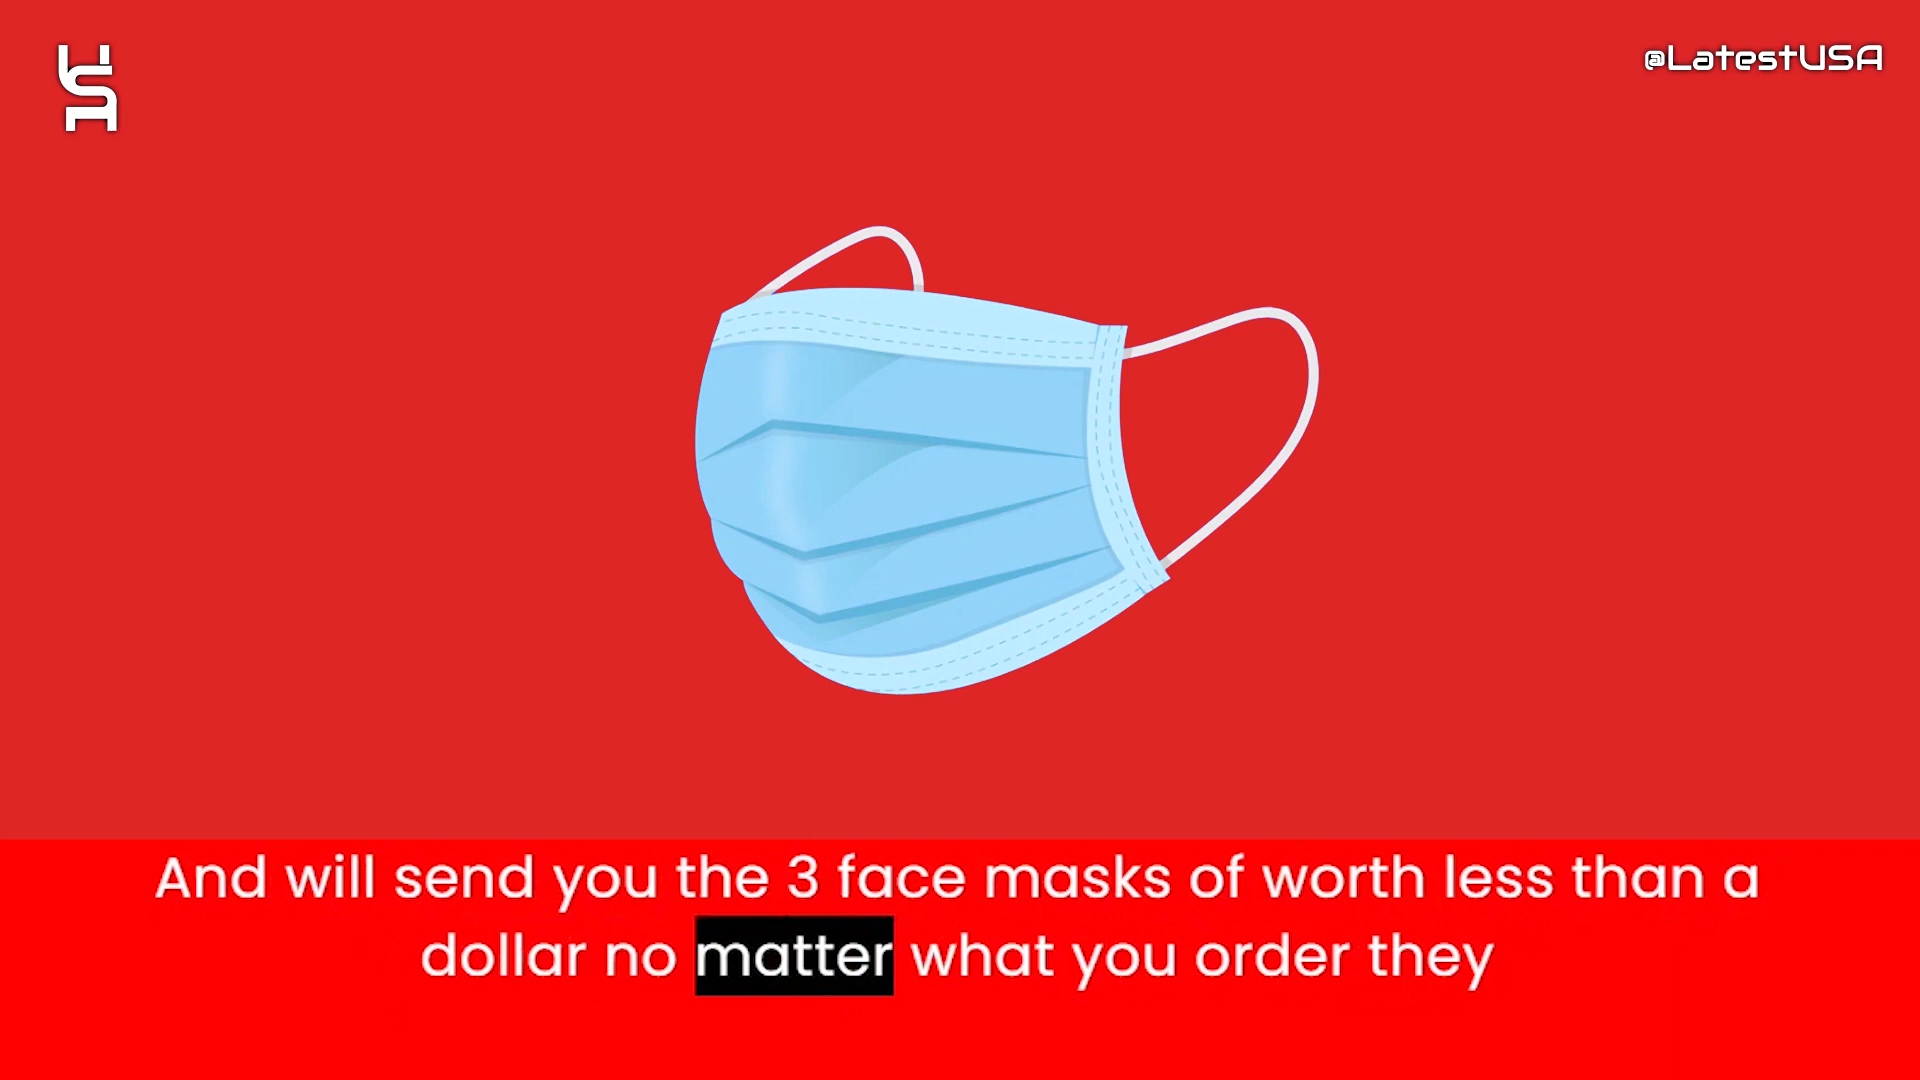 USA
@LatestUSA
And will send you the 3 face masks of worth less than a
dollar no matter what you order they